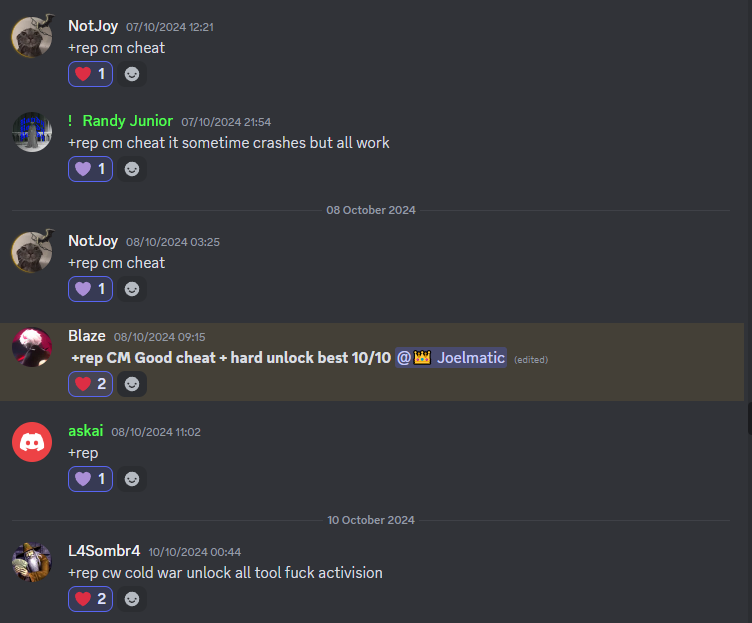 NotJoy 07/10/2024 12:21
+rep cm cheat
1
! Randy Junior 07/10/2024 21:54
+rep cm cheat it sometime crashes but all work
1
08 October 2024
NotJoy 08/10/2024 03:25
+rep cm cheat
1
Blaze 08/10/2024 09:15
+rep CM Good cheat + hard unlock best 10/10 @👑 Joelmatic (edited)
2
askai 08/10/2024 11:02
+rep
1
10 October 2024
L4Sombr4 10/10/2024 00:44
+rep cw cold war unlock all tool fuck activision
2